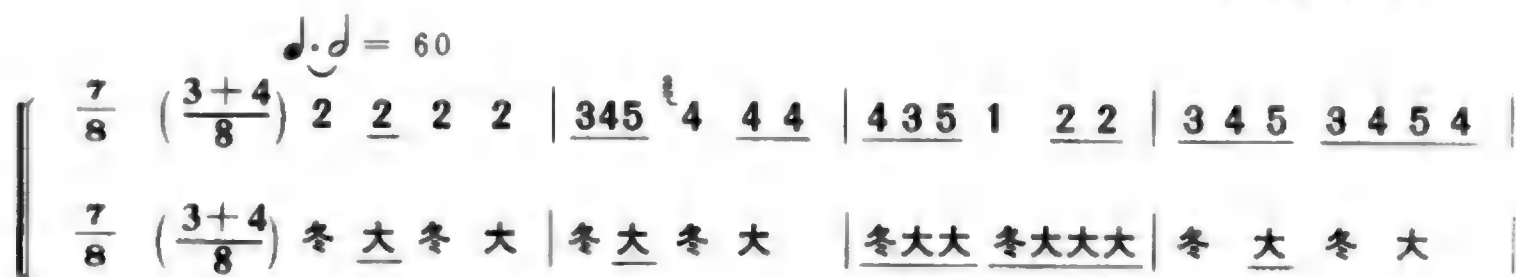 ♩.𝅗𝅥 = 60
7/8 (3+4/8) 2 2 2 2 | 345 4 4 4 | 4 3 5 1 2 2 | 3 4 5 3 4 5 4 |
7/8 (3+4/8) 冬 大 冬 大 | 冬 大 冬 大 | 冬大大 冬大大大 | 冬 大 冬 大 |